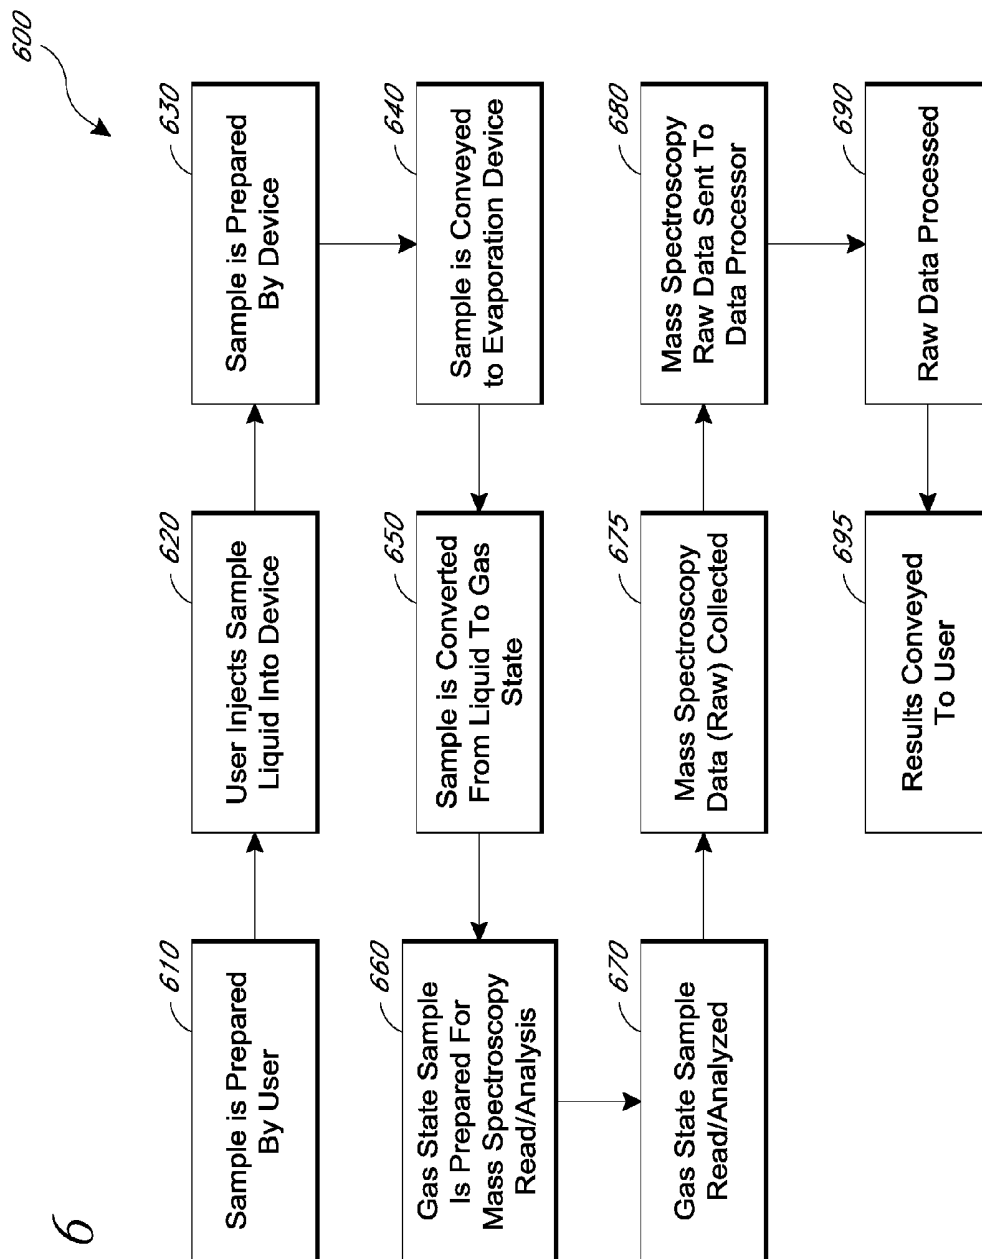 6
600
610
Sample is Prepared
By User
620
User Injects Sample
Liquid Into Device
630
Sample is Prepared
By Device
640
Sample is Conveyed
to Evaporation Device
650
Sample is Converted
From Liquid To Gas
State
660
Gas State Sample
Is Prepared For
Mass Spectroscopy
Read/Analysis
670
Gas State Sample
Read/Analyzed
675
Mass Spectroscopy
Data (Raw) Collected
680
Mass Spectroscopy
Raw Data Sent To
Data Processor
690
Raw Data Processed
695
Results Conveyed
To User